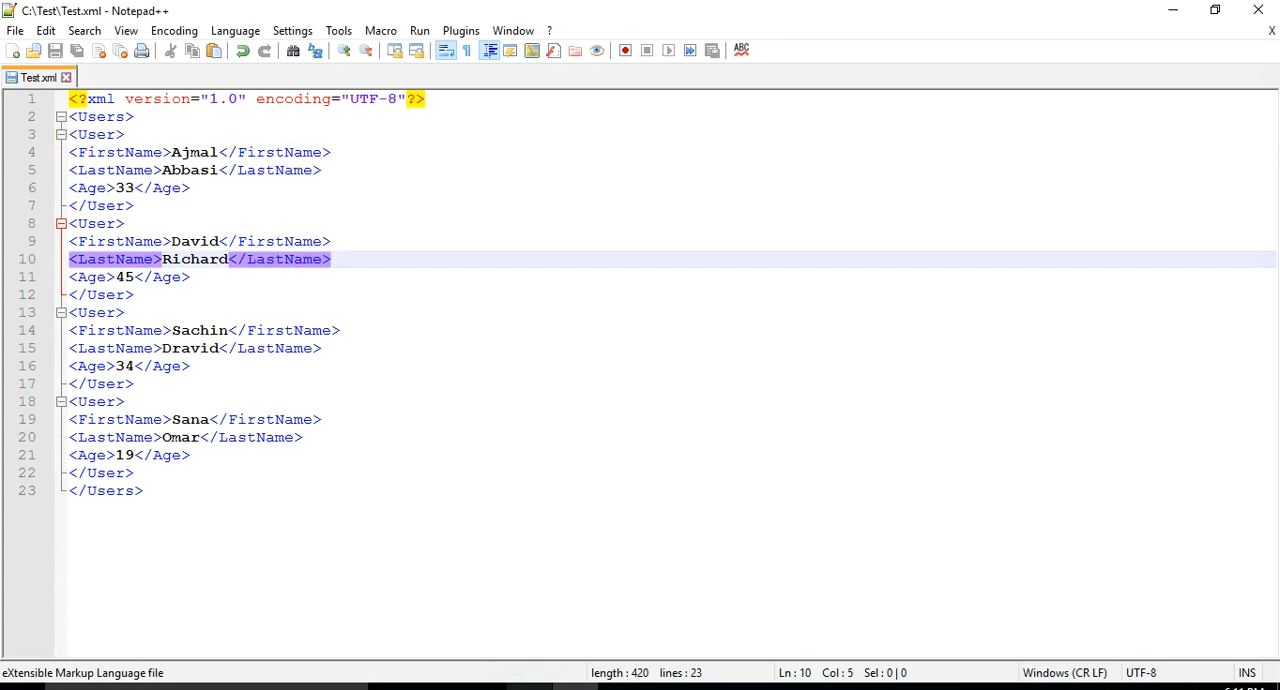 C:\Test\Test.xml - Notepad++
File Edit Search View Encoding Language Settings Tools Macro Run Plugins Window ? X
ABC
Test.xml
1 <?xml version="1.0" encoding="UTF-8"?>
2 <Users>
3 <User>
4 <FirstName>Ajmal</FirstName>
5 <LastName>Abbasi</LastName>
6 <Age>33</Age>
7 </User>
8 <User>
9 <FirstName>David</FirstName>
10 <LastName>Richard</LastName>
11 <Age>45</Age>
12 </User>
13 <User>
14 <FirstName>Sachin</FirstName>
15 <LastName>Dravid</LastName>
16 <Age>34</Age>
17 </User>
18 <User>
19 <FirstName>Sana</FirstName>
20 <LastName>Omar</LastName>
21 <Age>19</Age>
22 </User>
23 </Users>
eXtensible Markup Language file length : 420 lines : 23 Ln : 10 Col : 5 Sel : 0 | 0 Windows (CR LF) UTF-8 INS